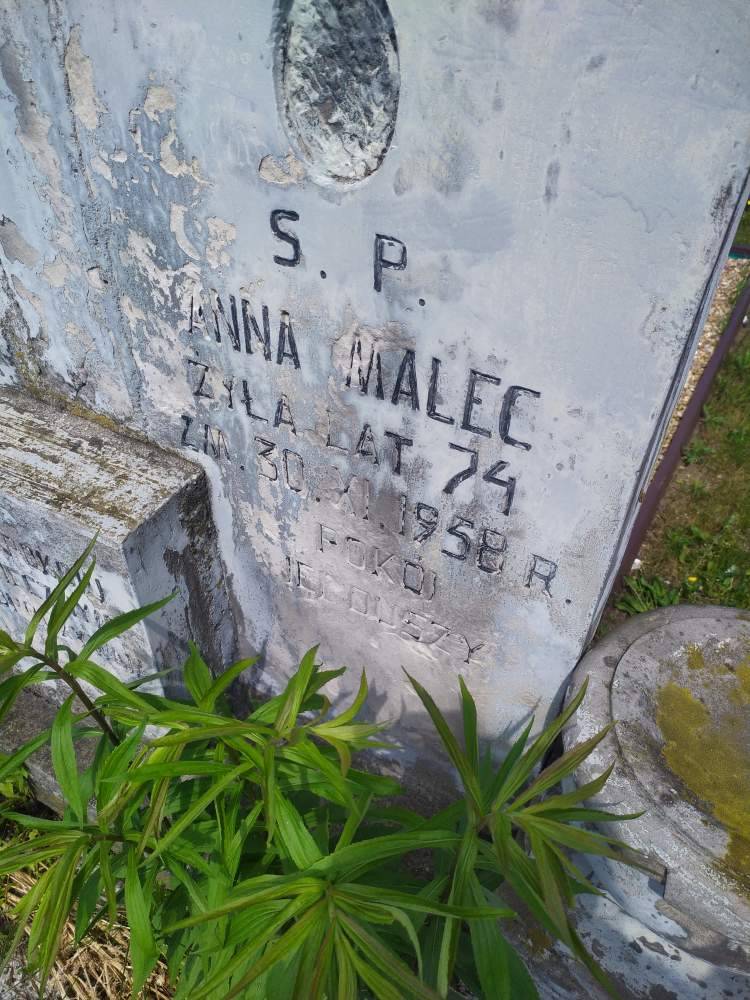 S. P.
ANNA MALEC
ŻYŁA LAT 74
ZM. 30.XI.1958 R.
POKÓJ
JEJ DUSZY